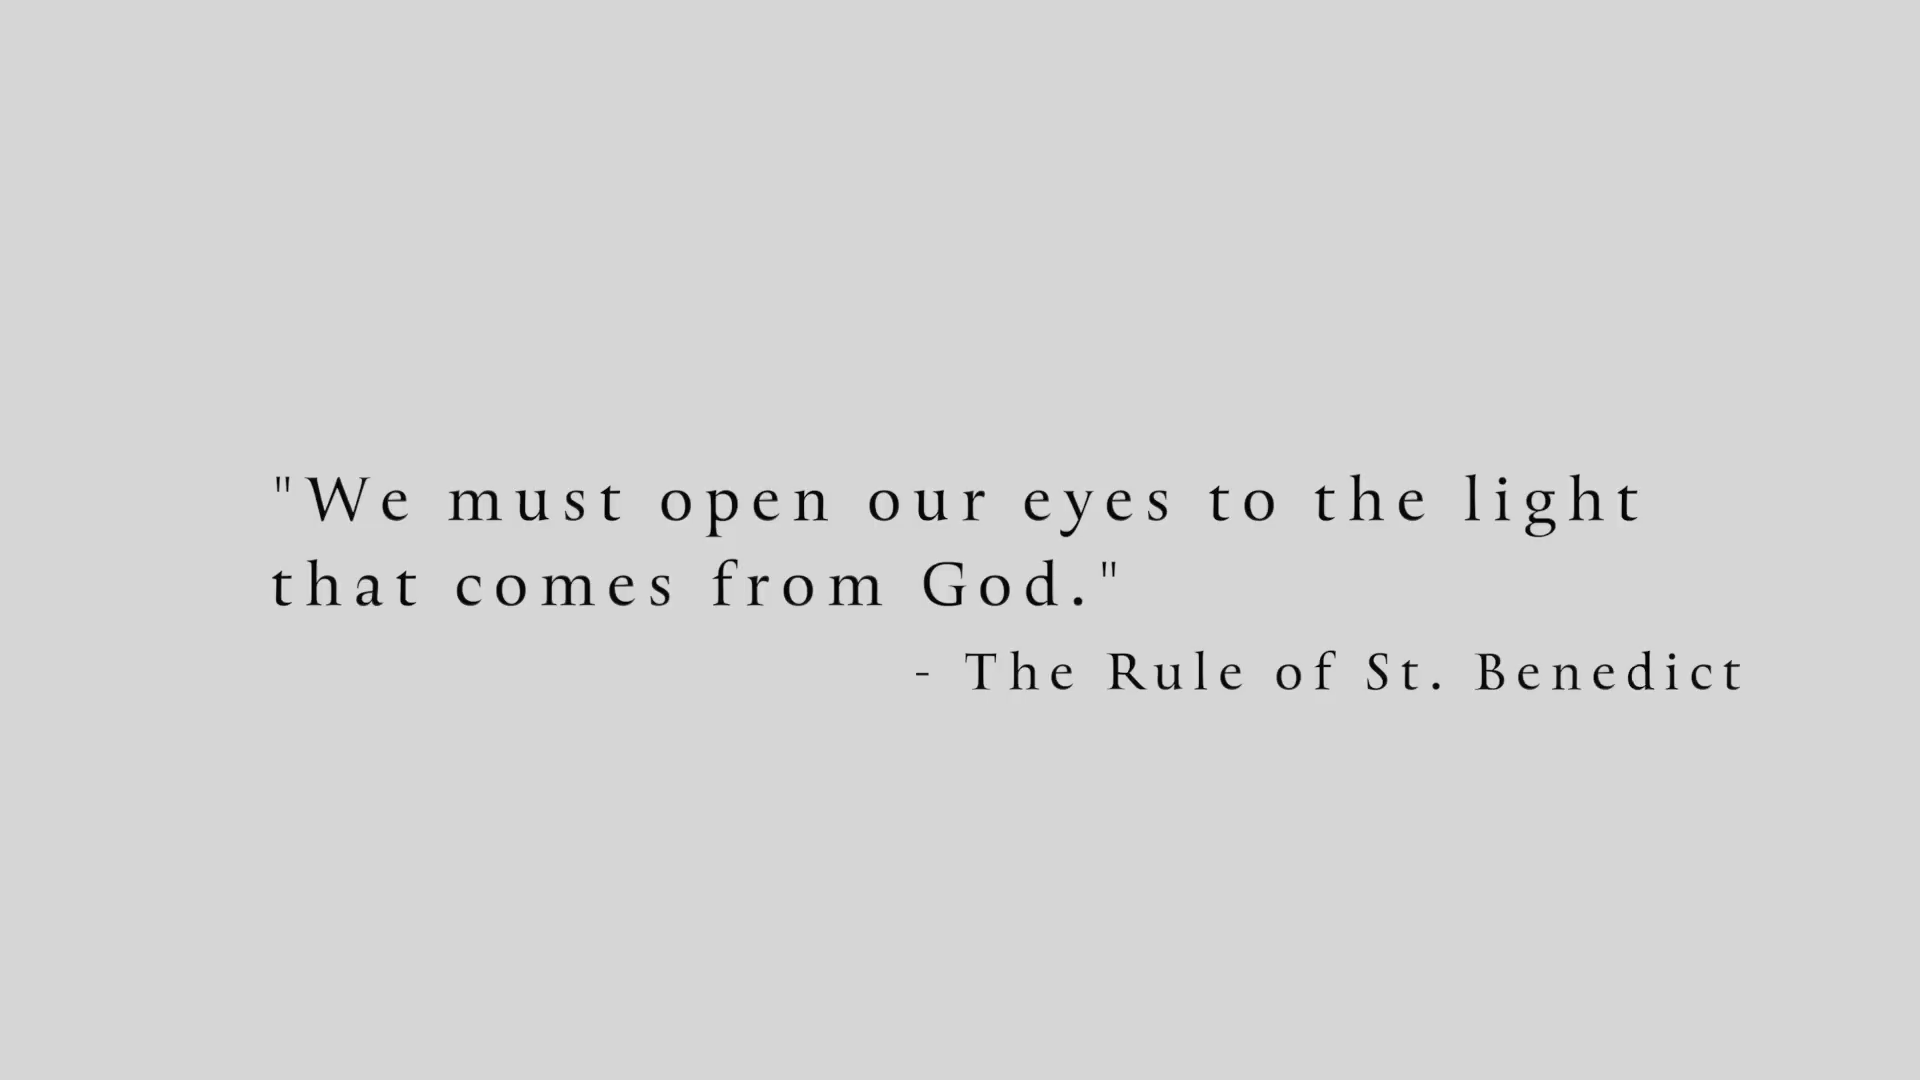 "We must open our eyes to the light
that comes from God."
- The Rule of St. Benedict